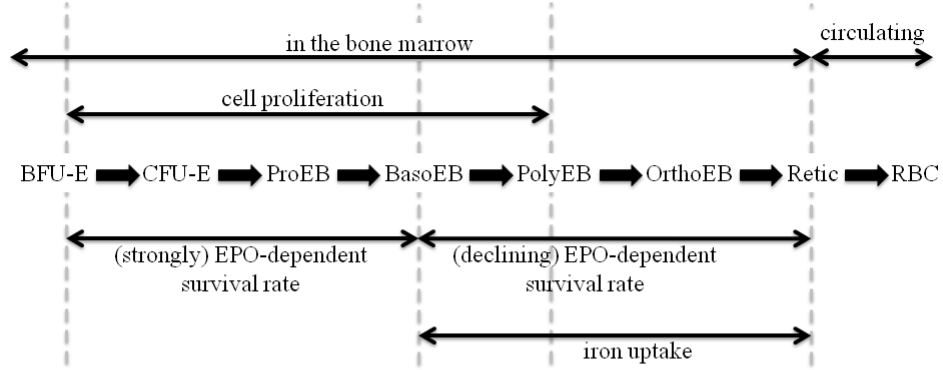 circulating
in the bone marrow
cell proliferation
BFU-E CFU-E ProEB BasoEB PolyEB OrthoEB Retic RBC
(strongly) EPO-dependent
survival rate
(declining) EPO-dependent
survival rate
iron uptake